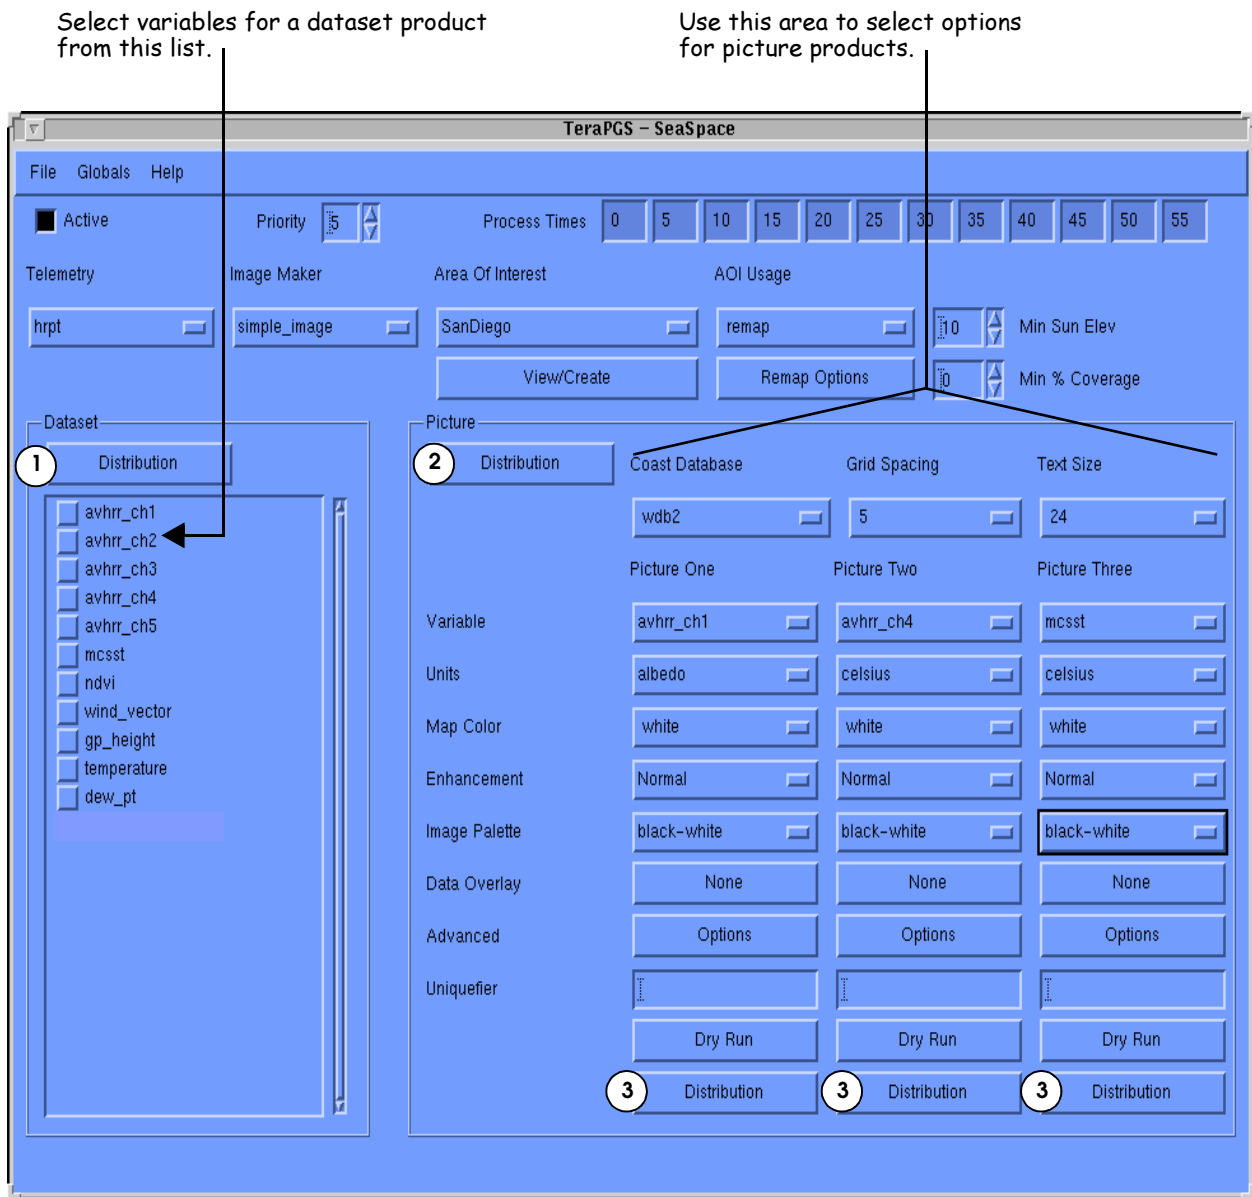 Select variables for a dataset product
from this list.
Use this area to select options
for picture products.
TeraPGS – SeaSpace
File Globals Help
Active Priority 5 Process Times 0 5 10 15 20 25 30 35 40 45 50 55
Telemetry Image Maker Area Of Interest AOI Usage
hrpt simple_image SanDiego remap 10 Min Sun Elev
View/Create Remap Options 0 Min % Coverage
Dataset
1 Distribution
avhrr_ch1
avhrr_ch2
avhrr_ch3
avhrr_ch4
avhrr_ch5
mcsst
ndvi
wind_vector
gp_height
temperature
dew_pt
Picture
2 Distribution Coast Database Grid Spacing Text Size
wdb2 5 24
Picture One Picture Two Picture Three
Variable avhrr_ch1 avhrr_ch4 mcsst
Units albedo celsius celsius
Map Color white white white
Enhancement Normal Normal Normal
Image Palette black-white black-white black-white
Data Overlay None None None
Advanced Options Options Options
Uniquefier
Dry Run Dry Run Dry Run
3 Distribution 3 Distribution 3 Distribution